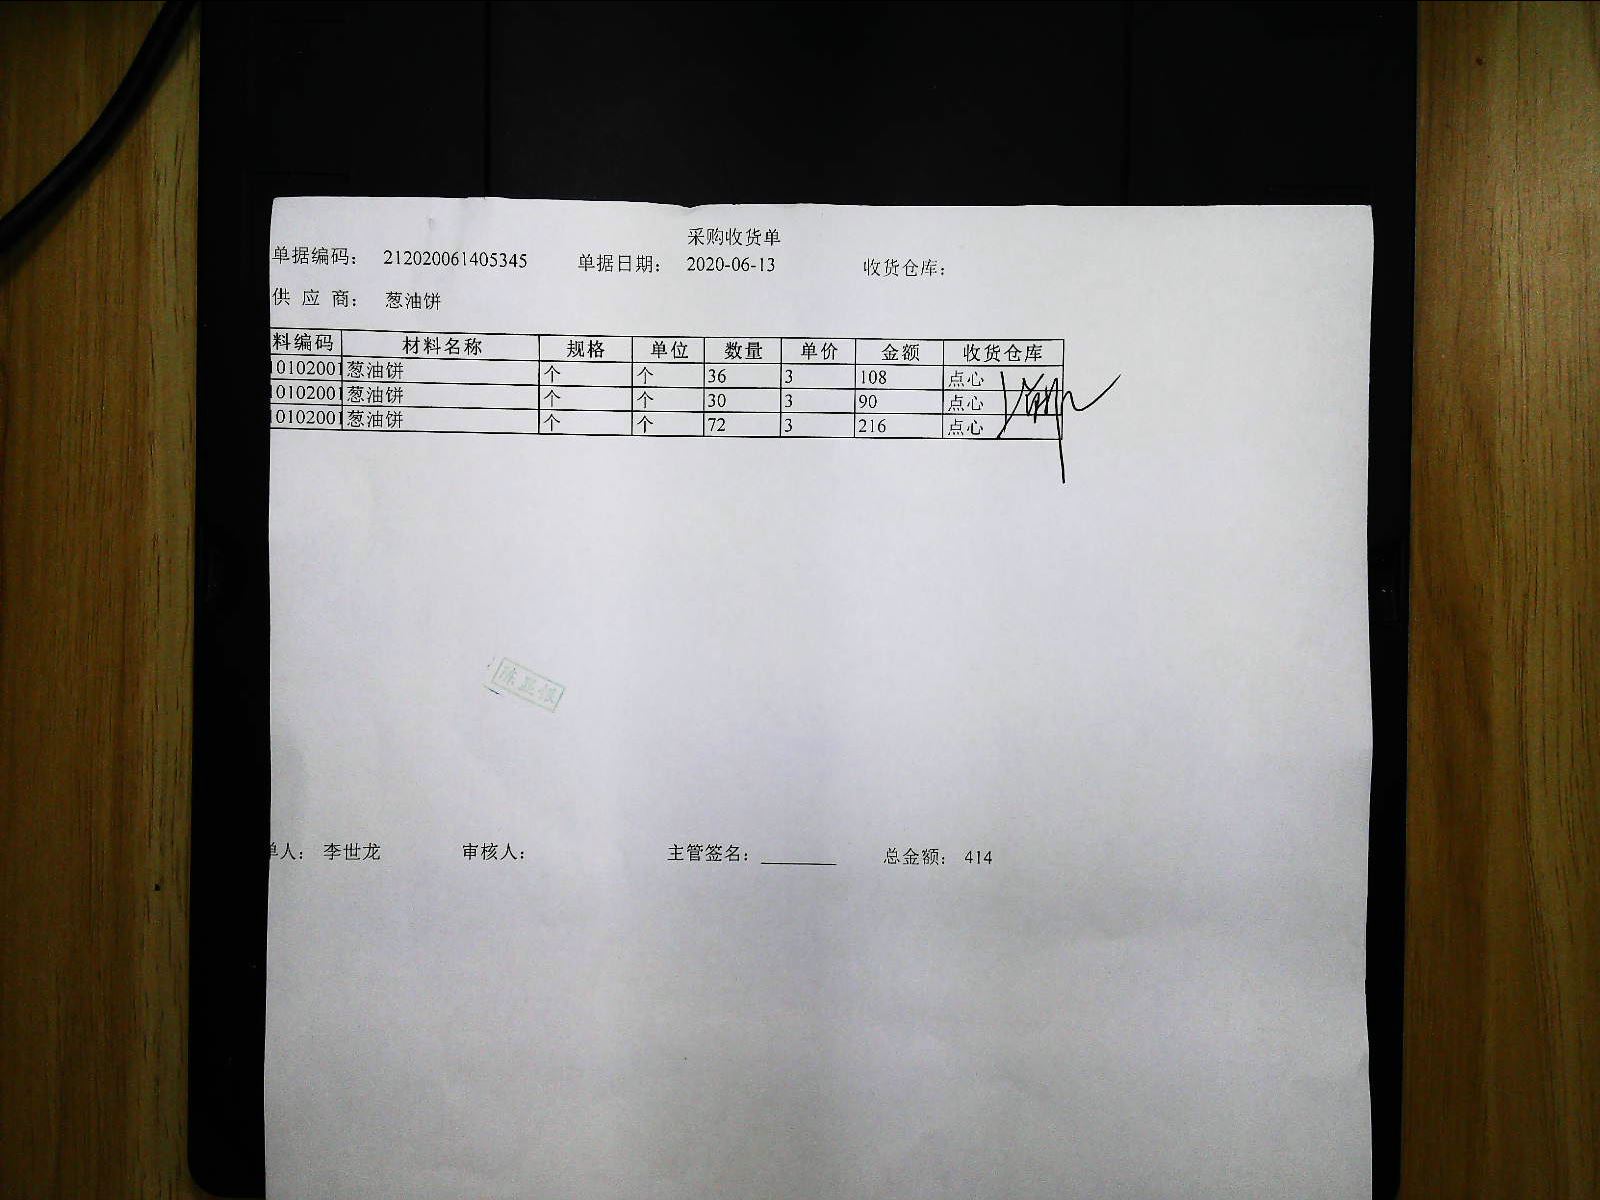 采购收货单
单据编码： 212020061405345 单据日期： 2020-06-13 收货仓库：
供 应 商： 葱油饼
料编码 材料名称 规格 单位 数量 单价 金额 收货仓库
10102001 葱油饼 个 个 36 3 108 点心
10102001 葱油饼 个 个 30 3 90 点心
10102001 葱油饼 个 个 72 3 216 点心
单人： 李世龙 审核人： 主管签名： 总金额： 414